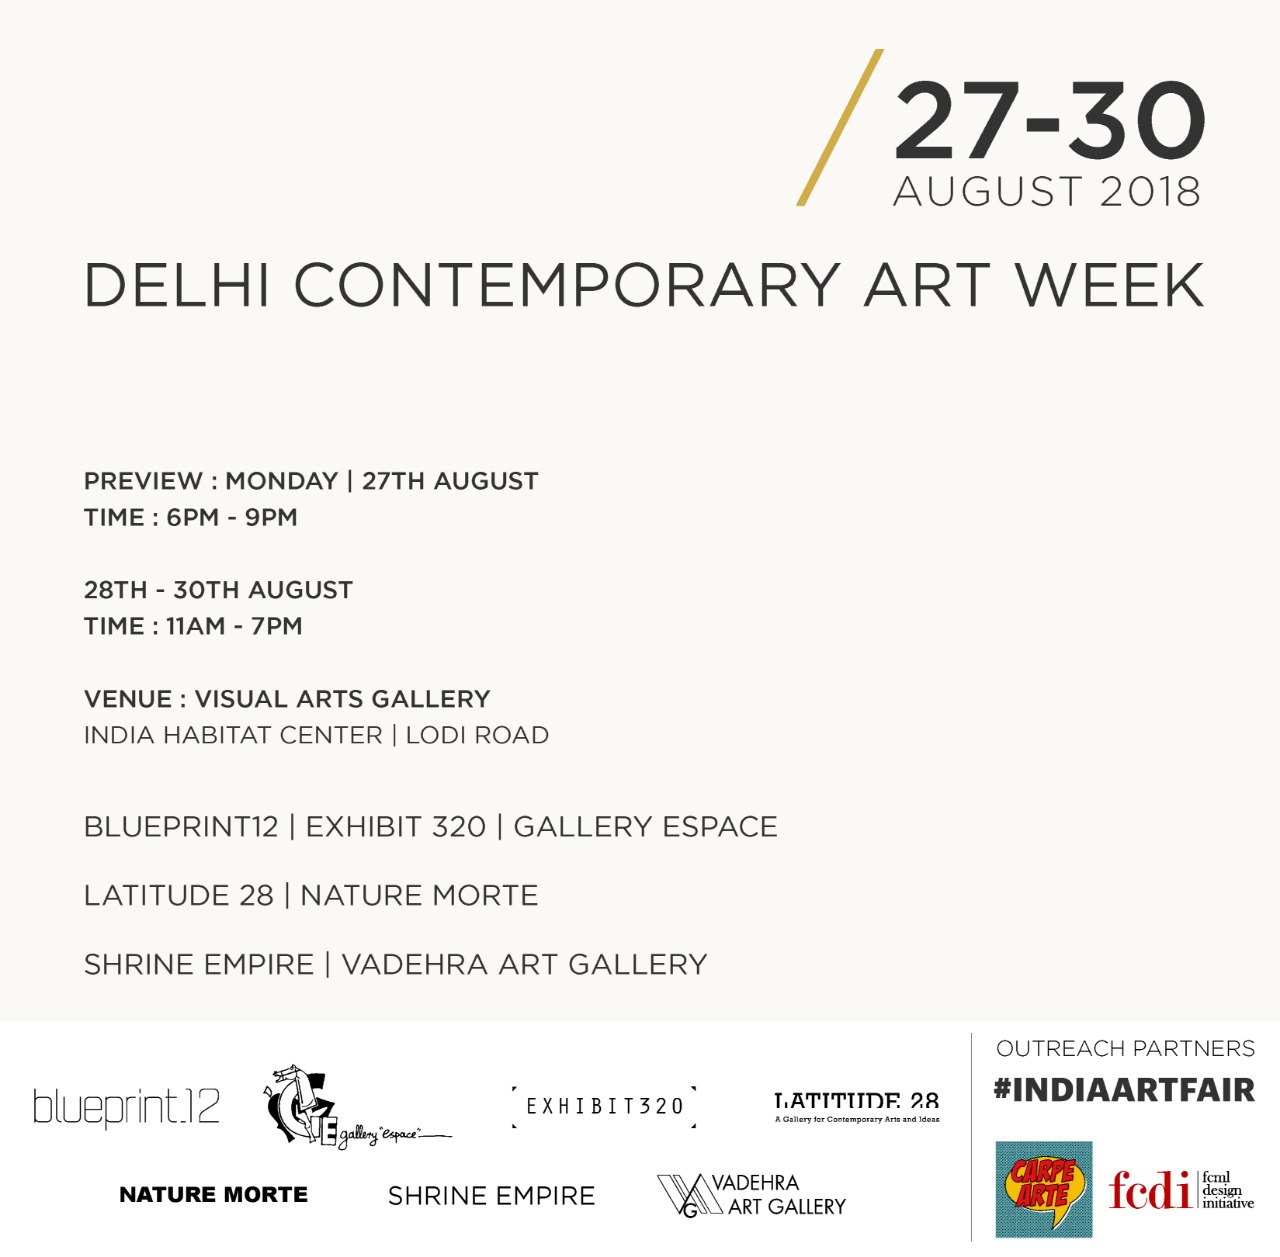 27-30
AUGUST 2018
DELHI CONTEMPORARY ART WEEK
PREVIEW : MONDAY | 27TH AUGUST
TIME : 6PM - 9PM
28TH - 30TH AUGUST
TIME : 11AM - 7PM
VENUE : VISUAL ARTS GALLERY
INDIA HABITAT CENTER | LODI ROAD
BLUEPRINT12 | EXHIBIT 320 | GALLERY ESPACE
LATITUDE 28 | NATURE MORTE
SHRINE EMPIRE | VADEHRA ART GALLERY
blueprint.12
GE gallery "espace"
EXHIBIT320
LATITUDE 28
A Gallery for Contemporary Arts and Ideas
NATURE MORTE
SHRINE EMPIRE
VAG
VADEHRA
ART GALLERY
OUTREACH PARTNERS
#INDIAARTFAIR
CARPE
ARTE
fcdi
fcml
design
initiative